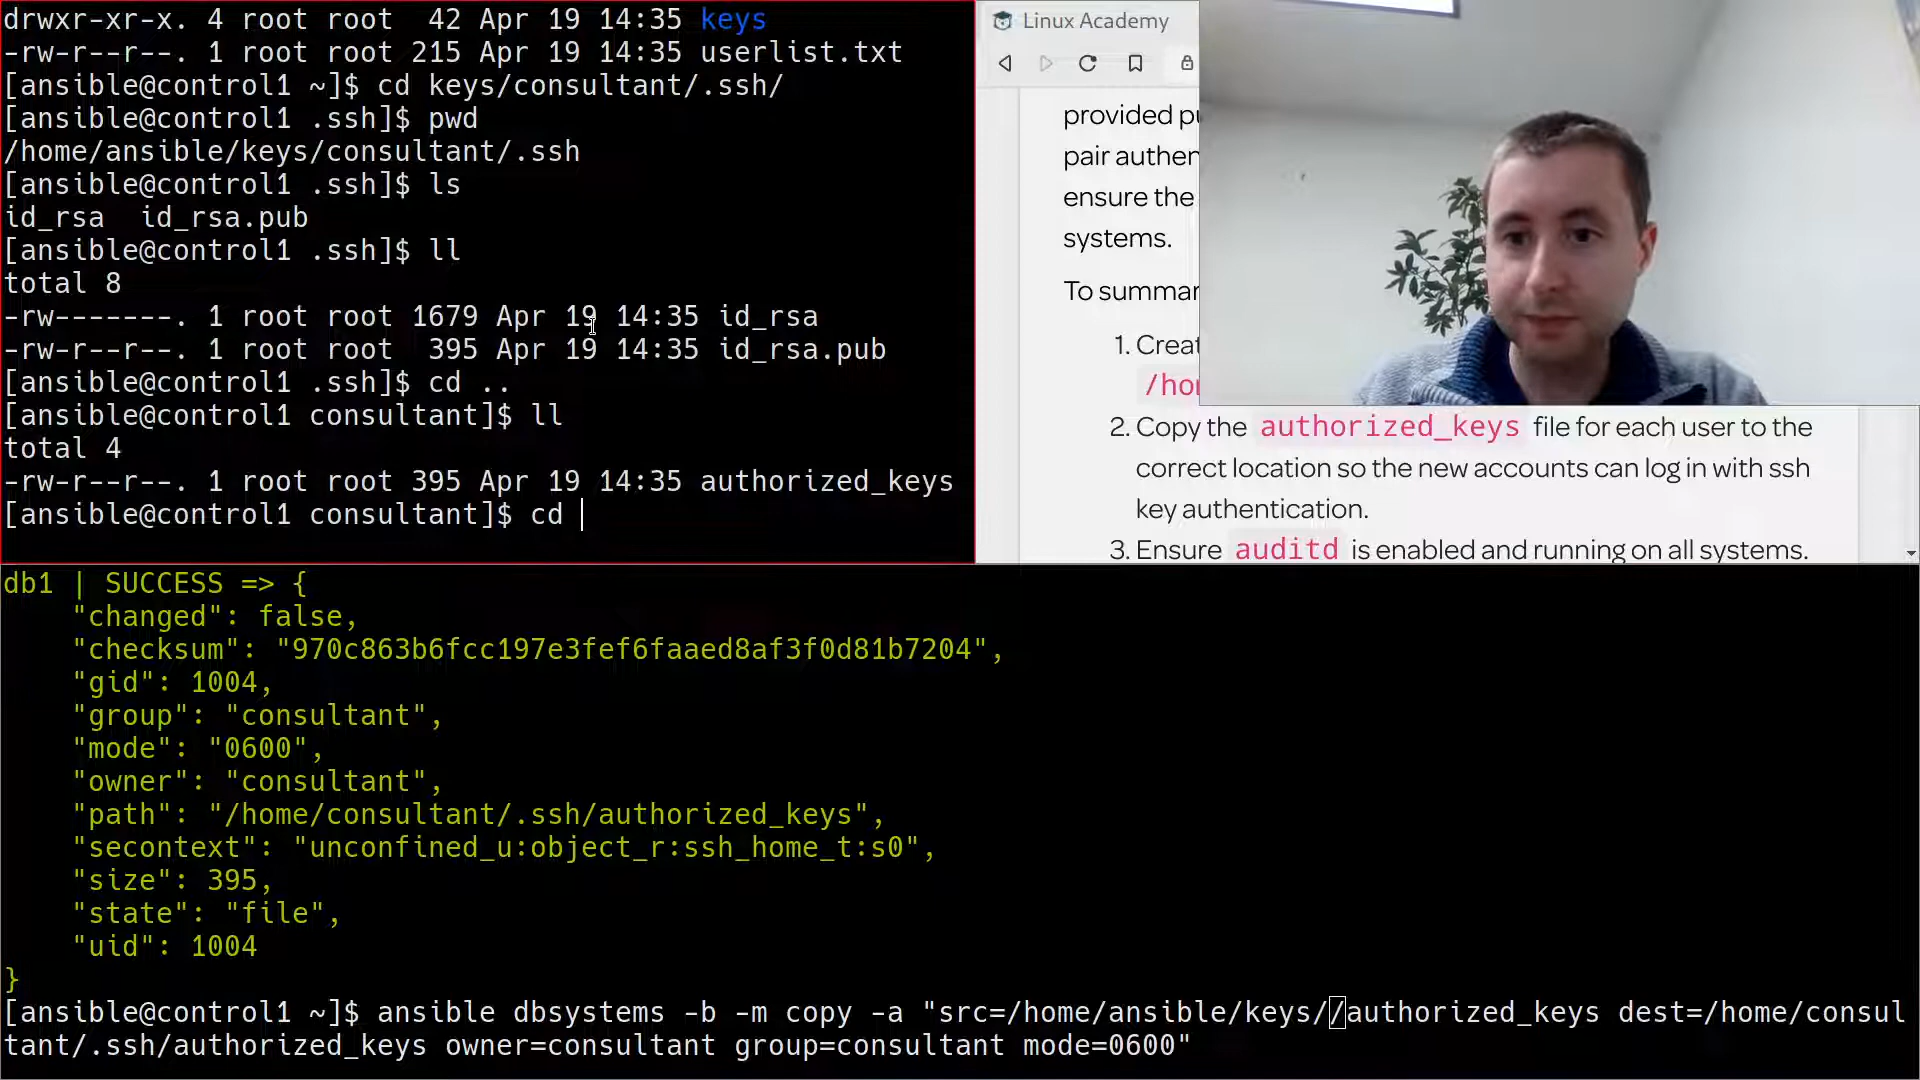 drwxr-xr-x. 4 root root  42 Apr 19 14:35 keys
-rw-r--r--. 1 root root 215 Apr 19 14:35 userlist.txt
[ansible@control1 ~]$ cd keys/consultant/.ssh/
[ansible@control1 .ssh]$ pwd
/home/ansible/keys/consultant/.ssh
[ansible@control1 .ssh]$ ls
id_rsa  id_rsa.pub
[ansible@control1 .ssh]$ ll
total 8
-rw-------. 1 root root 1679 Apr 19 14:35 id_rsa
-rw-r--r--. 1 root root  395 Apr 19 14:35 id_rsa.pub
[ansible@control1 .ssh]$ cd ..
[ansible@control1 consultant]$ ll
total 4
-rw-r--r--. 1 root root 395 Apr 19 14:35 authorized_keys
[ansible@control1 consultant]$ cd
Linux Academy
provided
pair
ensure the
systems.
To
1.
2. Copy the authorized_keys file for each user to the
correct location so the new accounts can log in with ssh
key authentication.
3. Ensure auditd is enabled and running on all systems.
db1 | SUCCESS => {
    "changed": false,
    "checksum": "970c863b6fcc197e3fef6faaed8af3f0d81b7204",
    "gid": 1004,
    "group": "consultant",
    "mode": "0600",
    "owner": "consultant",
    "path": "/home/consultant/.ssh/authorized_keys",
    "secontext": "unconfined_u:object_r:ssh_home_t:s0",
    "size": 395,
    "state": "file",
    "uid": 1004
}
[ansible@control1 ~]$ ansible dbsystems -b -m copy -a "src=/home/ansible/keys//authorized_keys dest=/home/consul
tant/.ssh/authorized_keys owner=consultant group=consultant mode=0600"